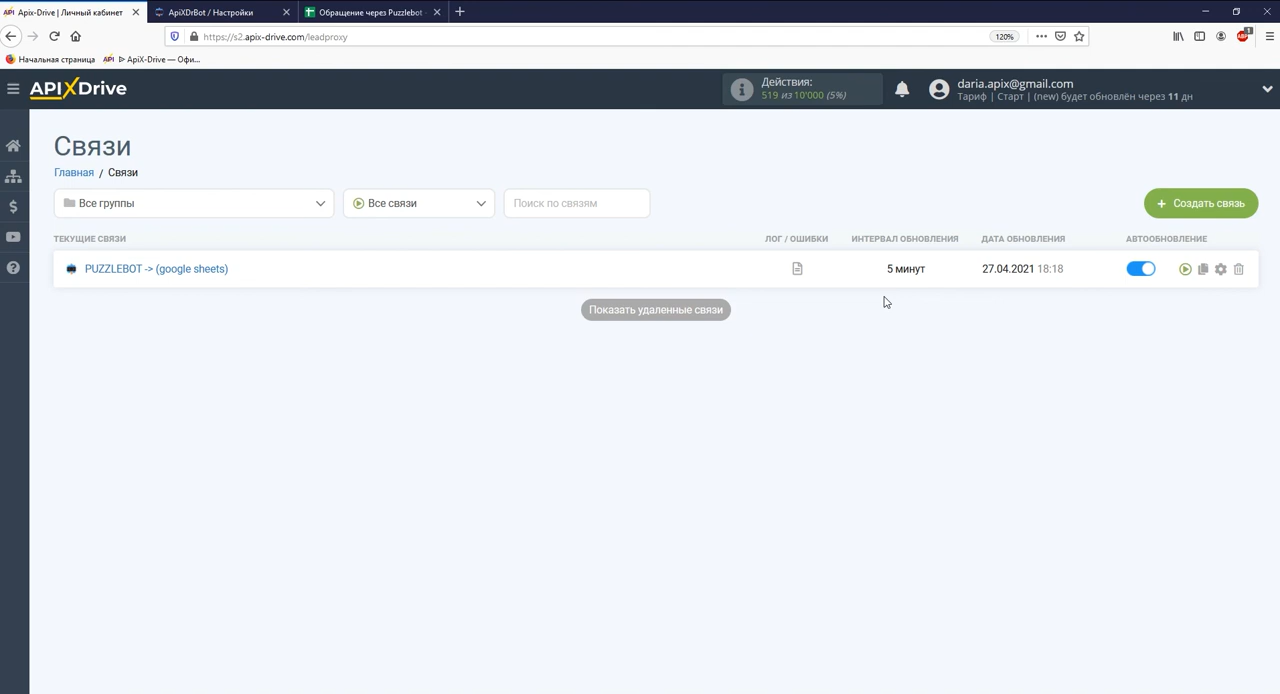 Apix-Drive | Личный кабинет
ApiXDrBot / Настройки
Обращение через Puzzlebot
https://s2.apix-drive.com/leadproxy
120%
Начальная страница
ApiX-Drive — Офи...
APIXDrive
Действия:
519 из 10'000 (5%)
daria.apix@gmail.com
Тариф | Старт | (new) будет обновлён через 11 дн
Связи
Главная / Связи
Все группы
Все связи
Поиск по связям
+ Создать связь
ТЕКУЩИЕ СВЯЗИ
ЛОГ / ОШИБКИ
ИНТЕРВАЛ ОБНОВЛЕНИЯ
ДАТА ОБНОВЛЕНИЯ
АВТООБНОВЛЕНИЕ
PUZZLEBOT -> (google sheets)
5 минут
27.04.2021 18:18
Показать удаленные связи